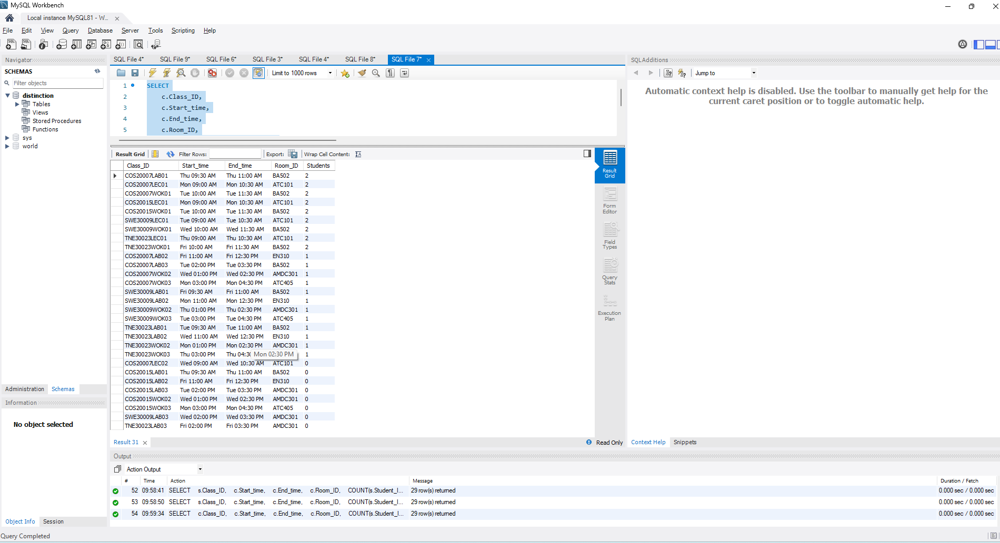 MySQL Workbench
Local instance MySQL81 - W...
File Edit View Query Database Server Tools Scripting Help
Navigator
SCHEMAS
Filter objects
distinction
Tables
Views
Stored Procedures
Functions
sys
world
Administration Schemas
Information
No object selected
Object Info Session
Query Completed
SQL File 4* SQL File 9* SQL File 6* SQL File 3* SQL File 4* SQL File 8* SQL File 7*
Limit to 1000 rows
1 SELECT
2 c.Class_ID,
3 c.Start_time,
4 c.End_time,
5 c.Room_ID,
Result Grid Filter Rows: Export: Wrap Cell Content:
Class_ID Start_time End_time Room_ID Students
COS20007LAB01 Thu 09:30 AM Thu 11:00 AM BA502 2
COS20007LEC01 Mon 09:00 AM Mon 10:30 AM ATC101 2
COS20007WOK01 Tue 10:00 AM Tue 11:30 AM BA502 2
COS20015LEC01 Mon 09:00 AM Mon 10:30 AM ATC101 2
COS20015WOK01 Tue 10:00 AM Tue 11:30 AM BA502 2
SWE30009LEC01 Tue 09:00 AM Tue 10:30 AM ATC101 2
SWE30009WOK01 Wed 10:00 AM Wed 11:30 AM BA502 2
TNE30023LEC01 Thu 09:00 AM Thu 10:30 AM ATC101 2
TNE30023WOK01 Fri 10:00 AM Fri 11:30 AM BA502 2
COS20007LAB02 Fri 11:00 AM Fri 12:30 PM EN310 1
COS20007LAB03 Tue 02:00 PM Tue 03:30 PM BA502 1
COS20007WOK02 Wed 01:00 PM Wed 02:30 PM AMDC301 1
COS20007WOK03 Mon 03:00 PM Mon 04:30 PM ATC405 1
SWE30009LAB01 Fri 09:30 AM Fri 11:00 AM BA502 1
SWE30009LAB02 Mon 11:00 AM Mon 12:30 PM EN310 1
SWE30009WOK02 Thu 01:00 PM Thu 02:30 PM AMDC301 1
SWE30009WOK03 Tue 03:00 PM Tue 04:30 PM ATC405 1
TNE30023LAB01 Tue 09:30 AM Tue 11:00 AM BA502 1
TNE30023LAB02 Wed 11:00 AM Wed 12:30 PM EN310 1
TNE30023WOK02 Mon 01:00 PM Mon 02:30 PM AMDC301 1
TNE30023WOK03 Thu 03:00 PM Thu 04:30 Mon 02:30 PM 1
COS20007LEC02 Wed 09:00 AM Wed 10:30 AM ATC101 0
COS20015LAB01 Thu 09:30 AM Thu 11:00 AM BA502 0
COS20015LAB02 Fri 11:00 AM Fri 12:30 PM EN310 0
COS20015LAB03 Tue 02:00 PM Tue 03:30 PM AMDC301 0
COS20015WOK02 Wed 01:00 PM Wed 02:30 PM AMDC301 0
COS20015WOK03 Mon 03:00 PM Mon 04:30 PM ATC405 0
SWE30009LAB03 Wed 02:00 PM Wed 03:30 PM AMDC301 0
TNE30023LAB03 Fri 02:00 PM Fri 03:30 PM AMDC301 0
Result Grid
Form Editor
Field Types
Query Stats
Execution Plan
Result 31 Read Only
SQLAdditions
Jump to
Automatic context help is disabled. Use the toolbar to manually get help for the
current caret position or to toggle automatic help.
Context Help Snippets
Output
Action Output
# Time Action Message Duration / Fetch
52 09:58:41 SELECT s.Class_ID, c.Start_time, c.End_time, c.Room_ID, COUNT(s.Student_I... 29 row(s) returned 0.000 sec / 0.000 sec
53 09:58:50 SELECT s.Class_ID, c.Start_time, c.End_time, c.Room_ID, COUNT(s.Student_I... 29 row(s) returned 0.000 sec / 0.000 sec
54 09:59:34 SELECT c.Class_ID, c.Start_time, c.End_time, c.Room_ID, COUNT(s.Student_I... 29 row(s) returned 0.000 sec / 0.000 sec